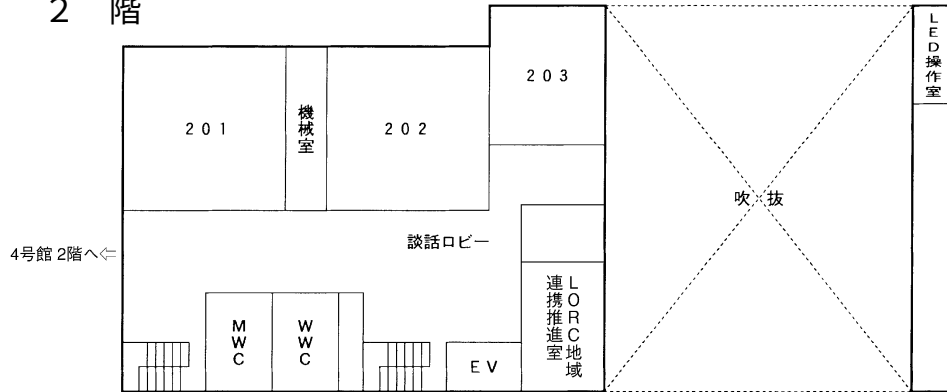 2 階
201
機械室
202
203
LED操作室
吹抜
談話ロビー
4号館 2階へ⇦
MWC
WWC
EV
LORC地域
連携推進室